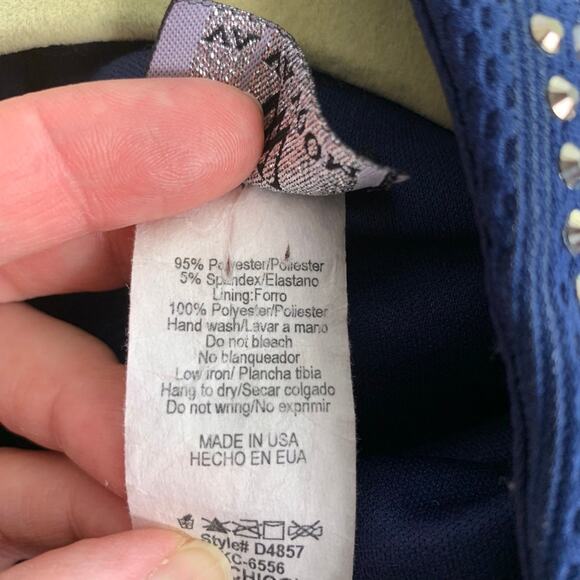 95% Polyester/Poliester
5% Spandex/Elastano
Lining:Forro
100% Polyester/Poliester
Hand wash/Lavar a mano
Do not bleach
No blanqueador
Low iron/ Plancha tibia
Hang to dry/Secar colgado
Do not wring/No exprimir
MADE IN USA
HECHO EN EUA
Style# D4857
KC-6556